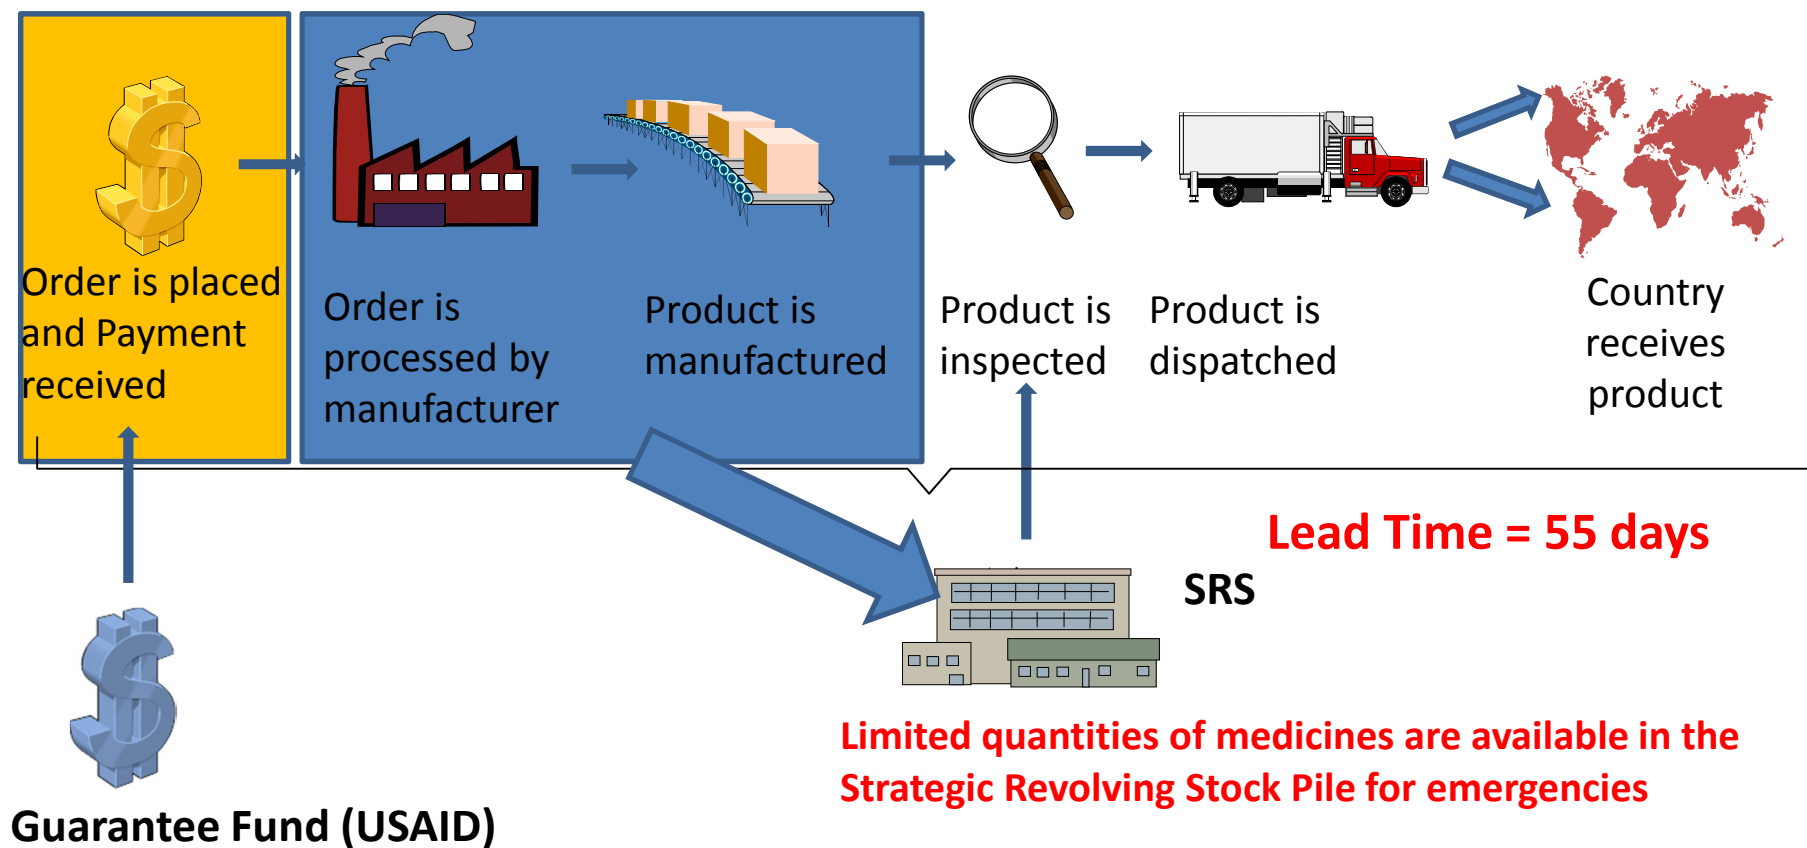 Order is placed
and Payment
received
Order is
processed by
manufacturer
Product is
manufactured
Product is
inspected
Product is
dispatched
Country
receives
product
Lead Time = 55 days
SRS
Limited quantities of medicines are available in the
Strategic Revolving Stock Pile for emergencies
Guarantee Fund (USAID)